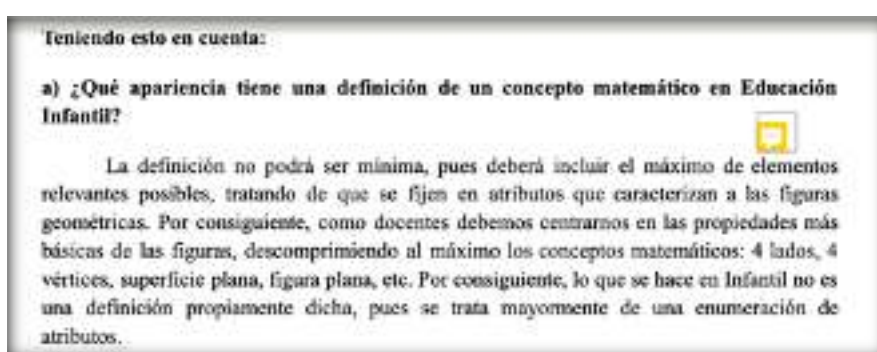 Teniendo esto en cuenta:
a) ¿Qué apariencia tiene una definición de un concepto matemático en Educación
Infantil?
La definición no podrá ser mínima, pues deberá incluir el máximo de elementos
relevantes posibles, tratando de que se fijen en atributos que caracterizan a las figuras
geométricas. Por consiguiente, como docentes debemos centrarnos en las propiedades más
básicas de las figuras, descomprimiendo al máximo los conceptos matemáticos: 4 lados, 4
vértices, superficie plana, figura plana, etc. Por consiguiente, lo que se hace en Infantil no es
una definición propiamente dicha, pues se trata mayormente de una enumeración de
atributos.